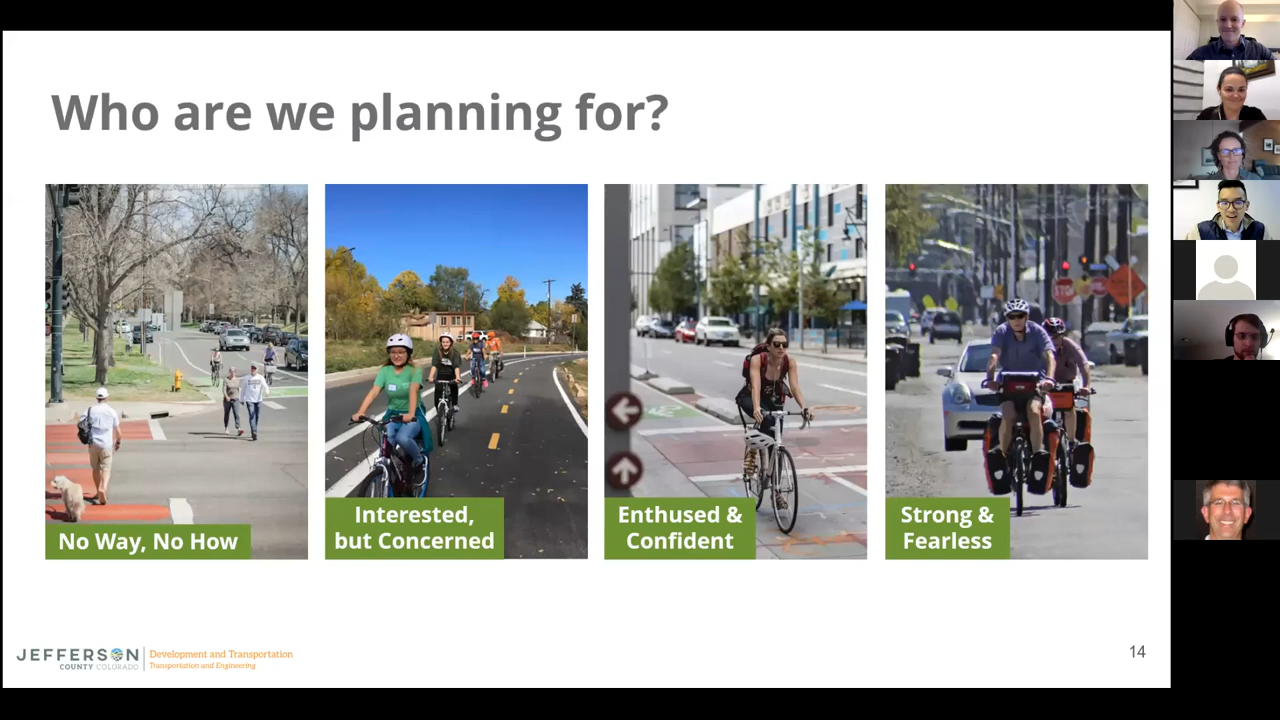 Who are we planning for?
No Way, No How
Interested,
but Concerned
Enthused &
Confident
Strong &
Fearless
STOP
JEFFERSON
COUNTY COLORADO
Development and Transportation
Transportation and Engineering
14